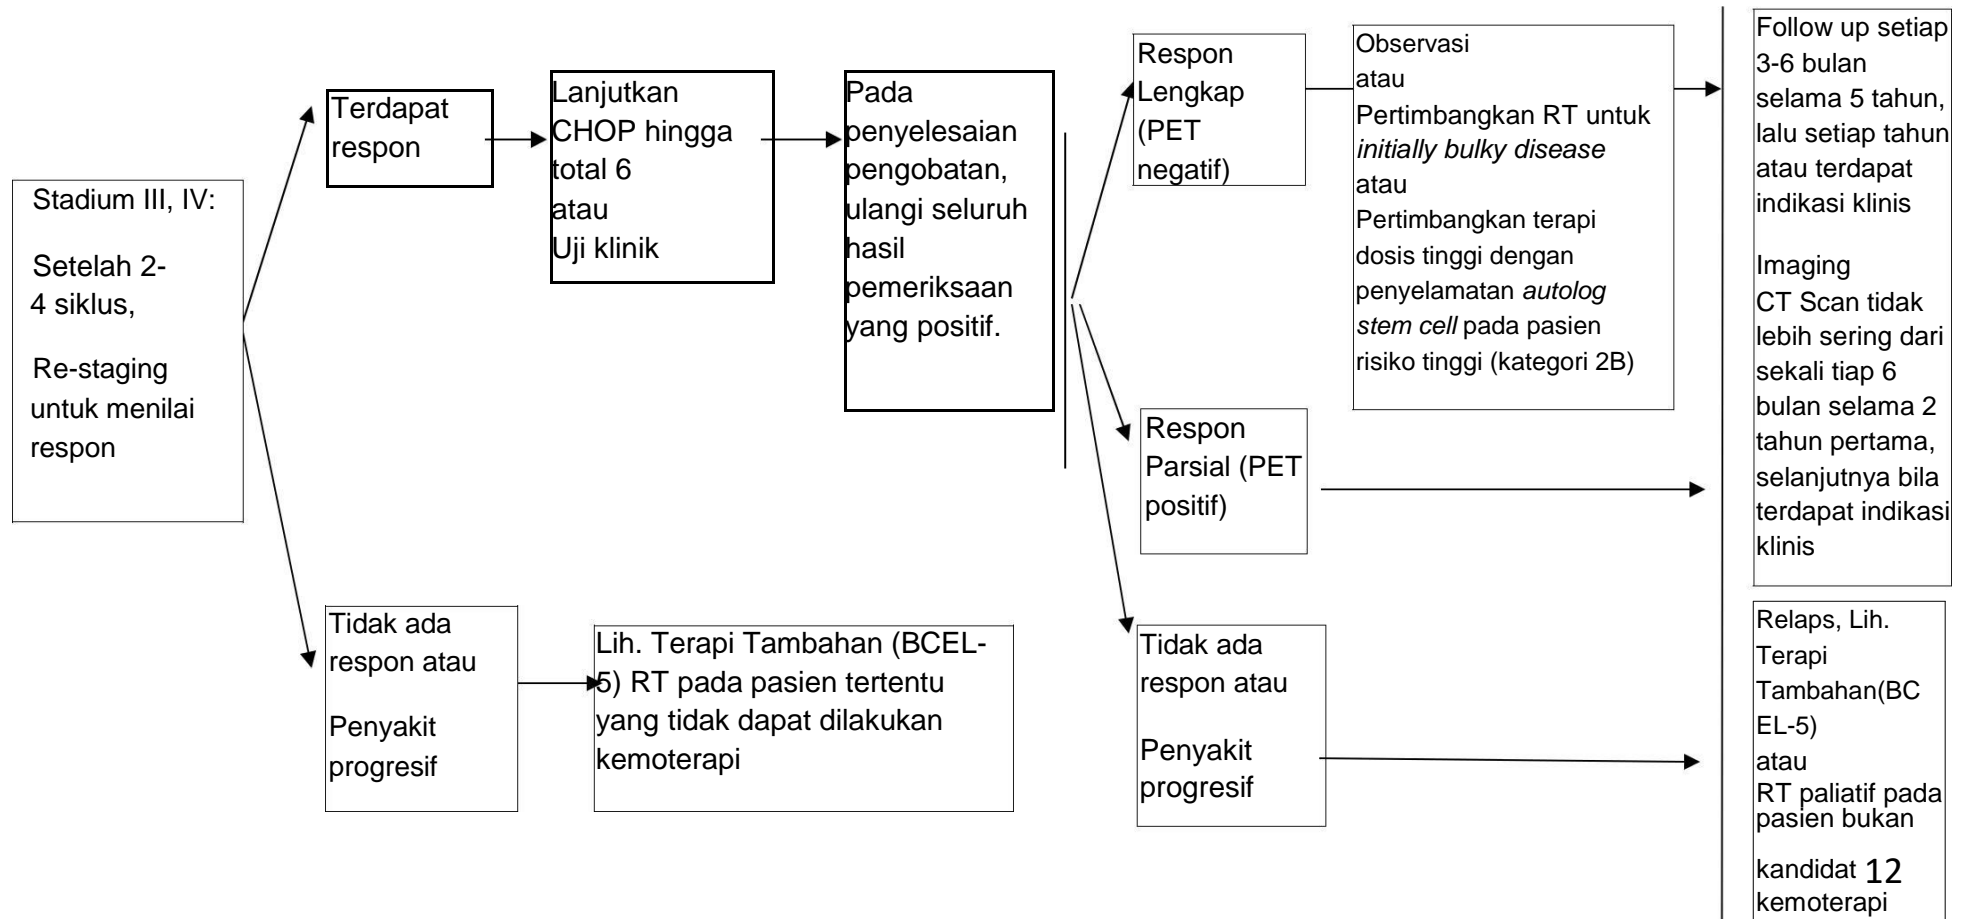 Stadium III, IV:
Setelah 2-
4 siklus,
Re-staging
untuk menilai
respon
Terdapat
respon
Lanjutkan
CHOP hingga
total 6
atau
Uji klinik
Pada
penyelesaian
pengobatan,
ulangi seluruh
hasil
pemeriksaan
yang positif.
Respon
Lengkap
(PET
negatif)
Observasi
atau
Pertimbangkan RT untuk
initially bulky disease
atau
Pertimbangkan terapi
dosis tinggi dengan
penyelamatan autolog
stem cell pada pasien
risiko tinggi (kategori 2B)
Follow up setiap
3-6 bulan
selama 5 tahun,
lalu setiap tahun
atau terdapat
indikasi klinis
Imaging
CT Scan tidak
lebih sering dari
sekali tiap 6
bulan selama 2
tahun pertama,
selanjutnya bila
terdapat indikasi
klinis
Respon
Parsial (PET
positif)
Tidak ada
respon atau
Penyakit
progresif
Lih. Terapi Tambahan (BCEL-
5) RT pada pasien tertentu
yang tidak dapat dilakukan
kemoterapi
Tidak ada
respon atau
Penyakit
progresif
Relaps, Lih.
Terapi
Tambahan(BC
EL-5)
atau
RT paliatif pada
pasien bukan
kandidat 12
kemoterapi